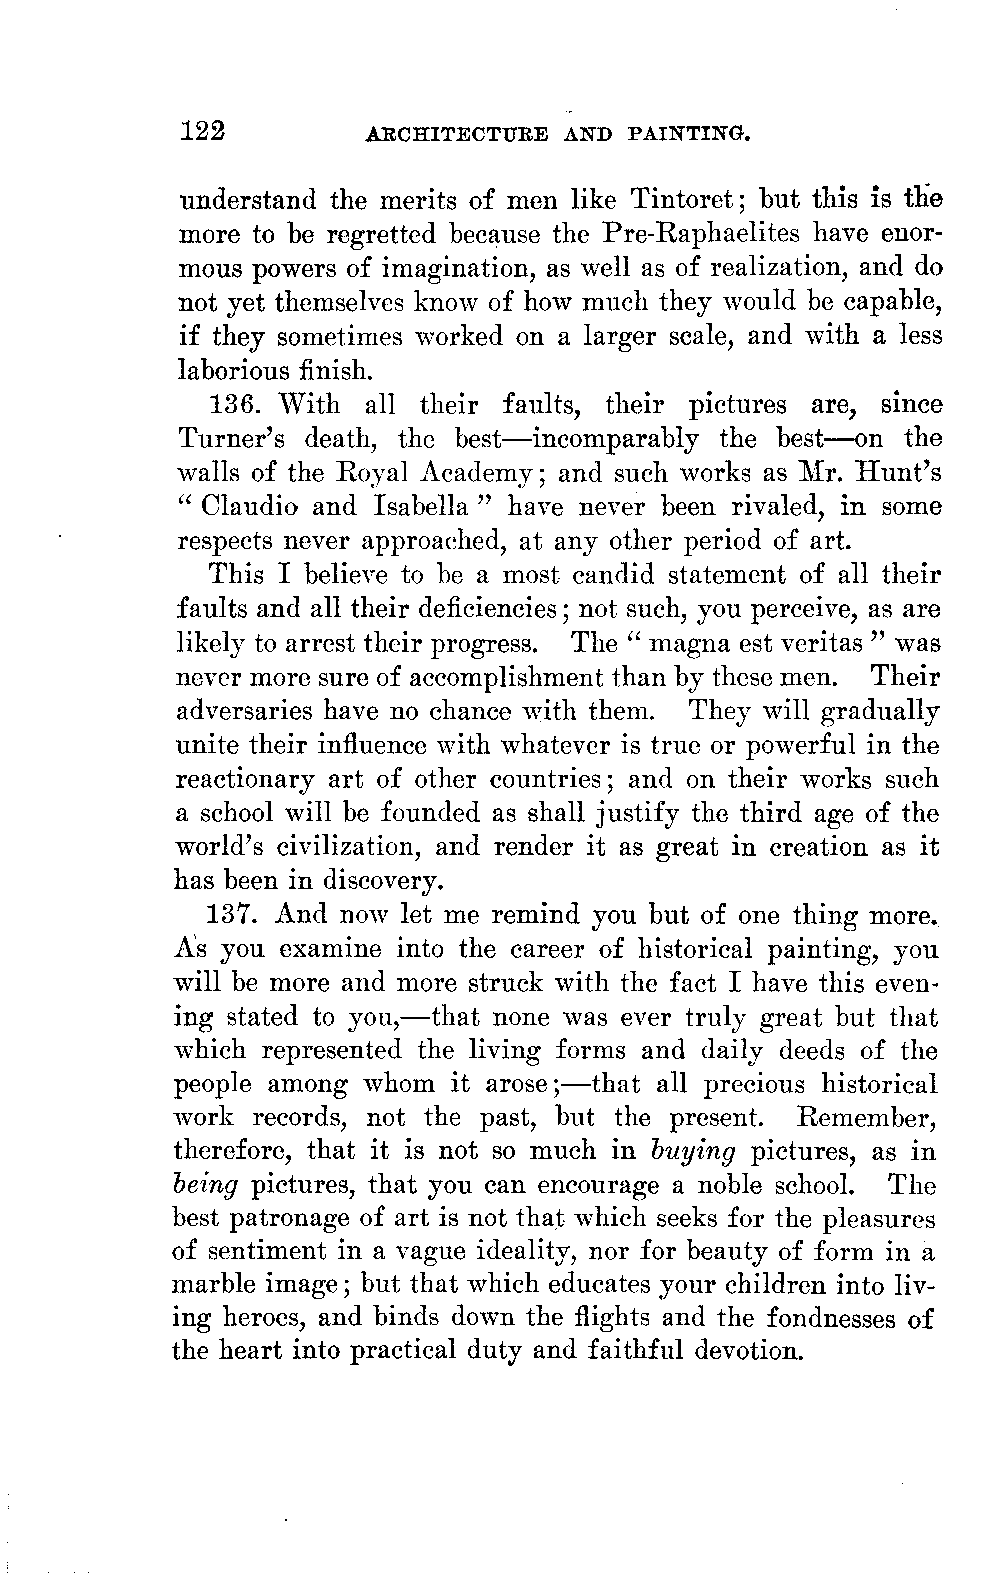 122 ARCHITECTURE AND PAINTING.
understand the merits of men like Tintoret; but this is the
more to be regretted because the Pre-Raphaelites have enor-
mous powers of imagination, as well as of realization, and do
not yet themselves know of how much they would be capable,
if they sometimes worked on a larger scale, and with a less
laborious finish.
136. With all their faults, their pictures are, since
Turner's death, the best—incomparably the best—on the
walls of the Royal Academy; and such works as Mr. Hunt's
" Claudio and Isabella " have never been rivaled, in some
respects never approached, at any other period of art.
This I believe to be a most candid statement of all their
faults and all their deficiencies; not such, you perceive, as are
likely to arrest their progress. The " magna est veritas " was
never more sure of accomplishment than by these men. Their
adversaries have no chance with them. They will gradually
unite their influence with whatever is true or powerful in the
reactionary art of other countries; and on their works such
a school will be founded as shall justify the third age of the
world's civilization, and render it as great in creation as it
has been in discovery.
137. And now let me remind you but of one thing more.
As you examine into the career of historical painting, you
will be more and more struck with the fact I have this even-
ing stated to you,—that none was ever truly great but that
which represented the living forms and daily deeds of the
people among whom it arose;—that all precious historical
work records, not the past, but the present. Remember,
therefore, that it is not so much in buying pictures, as in
being pictures, that you can encourage a noble school. The
best patronage of art is not that which seeks for the pleasures
of sentiment in a vague ideality, nor for beauty of form in a
marble image; but that which educates your children into liv-
ing heroes, and binds down the flights and the fondnesses of
the heart into practical duty and faithful devotion.